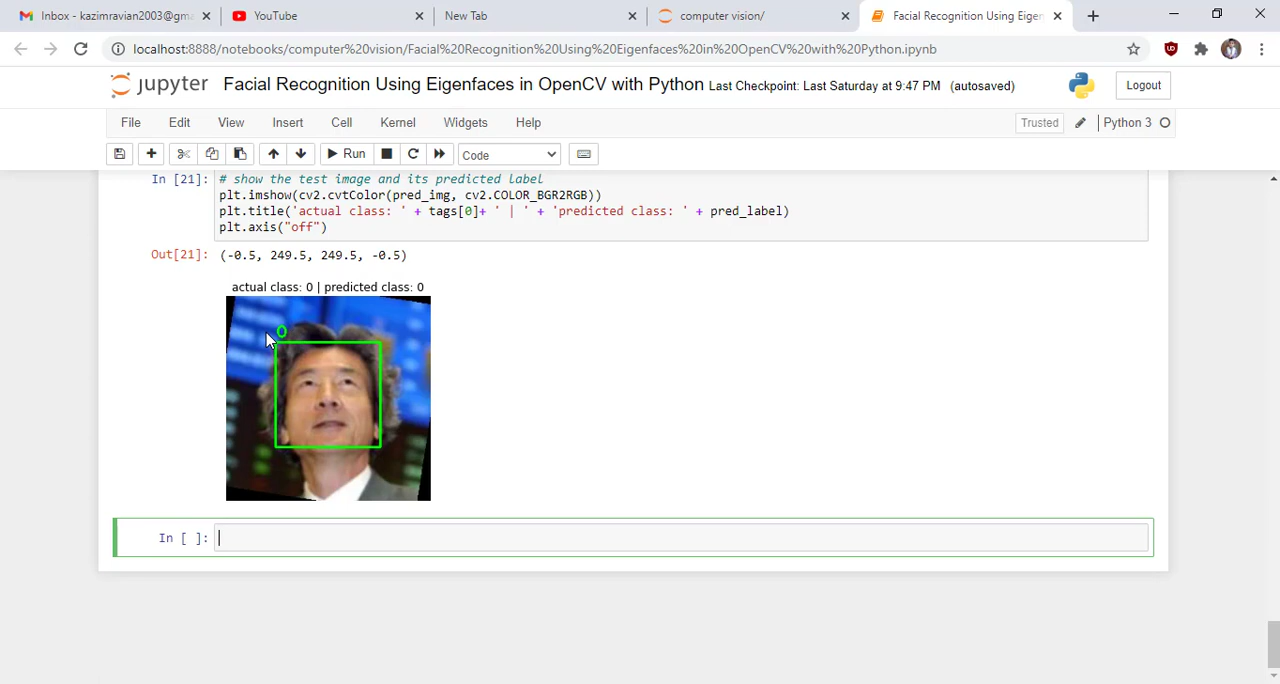 Inbox - kazimravian2003@gma
YouTube
New Tab
computer vision/
Facial Recognition Using Eigen
localhost:8888/notebooks/computer%20vision/Facial%20Recognition%20Using%20Eigenfaces%20in%20OpenCV%20with%20Python.ipynb
jupyter Facial Recognition Using Eigenfaces in OpenCV with Python Last Checkpoint: Last Saturday at 9:47 PM (autosaved) Logout
File Edit View Insert Cell Kernel Widgets Help Trusted Python 3
Run Code
In [21]: # show the test image and its predicted label
plt.imshow(cv2.cvtColor(pred_img, cv2.COLOR_BGR2RGB))
plt.title('actual class: ' + tags[0]+ ' | ' + 'predicted class: ' + pred_label)
plt.axis("off")
Out[21]: (-0.5, 249.5, 249.5, -0.5)
actual class: 0 | predicted class: 0
0
In [ ]: